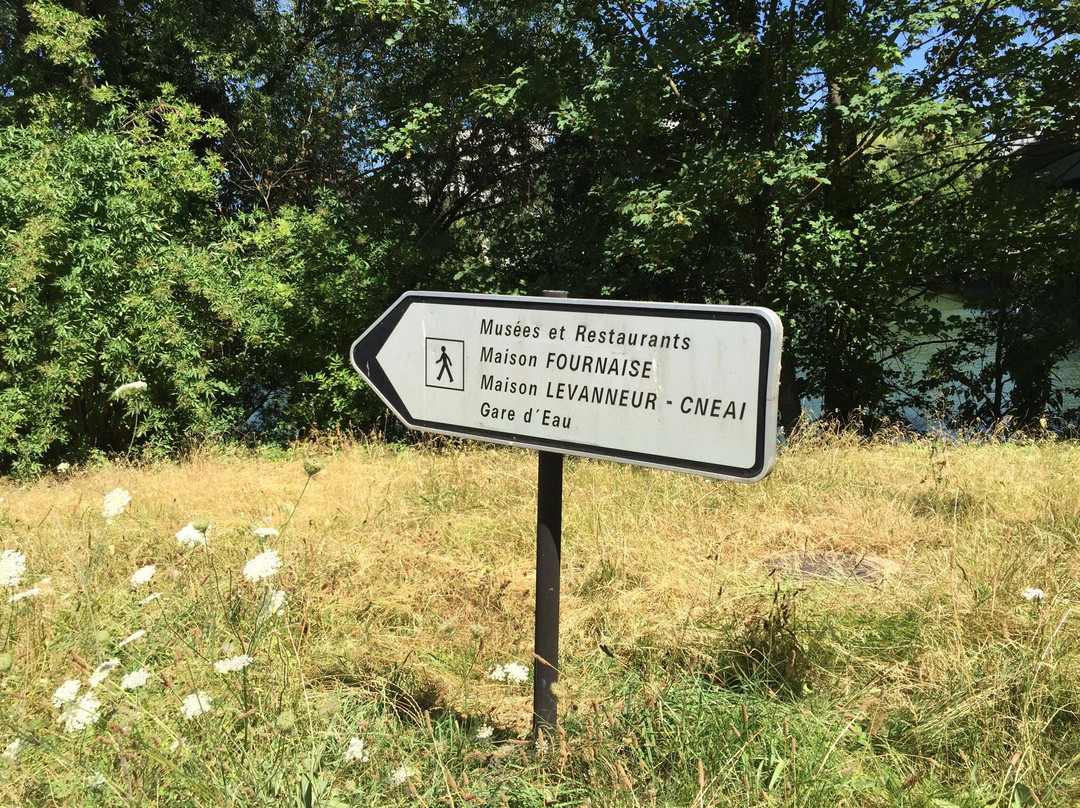 Musées et Restaurants
Maison FOURNAISE
Maison LEVANNEUR - CNEAI
Gare d´Eau